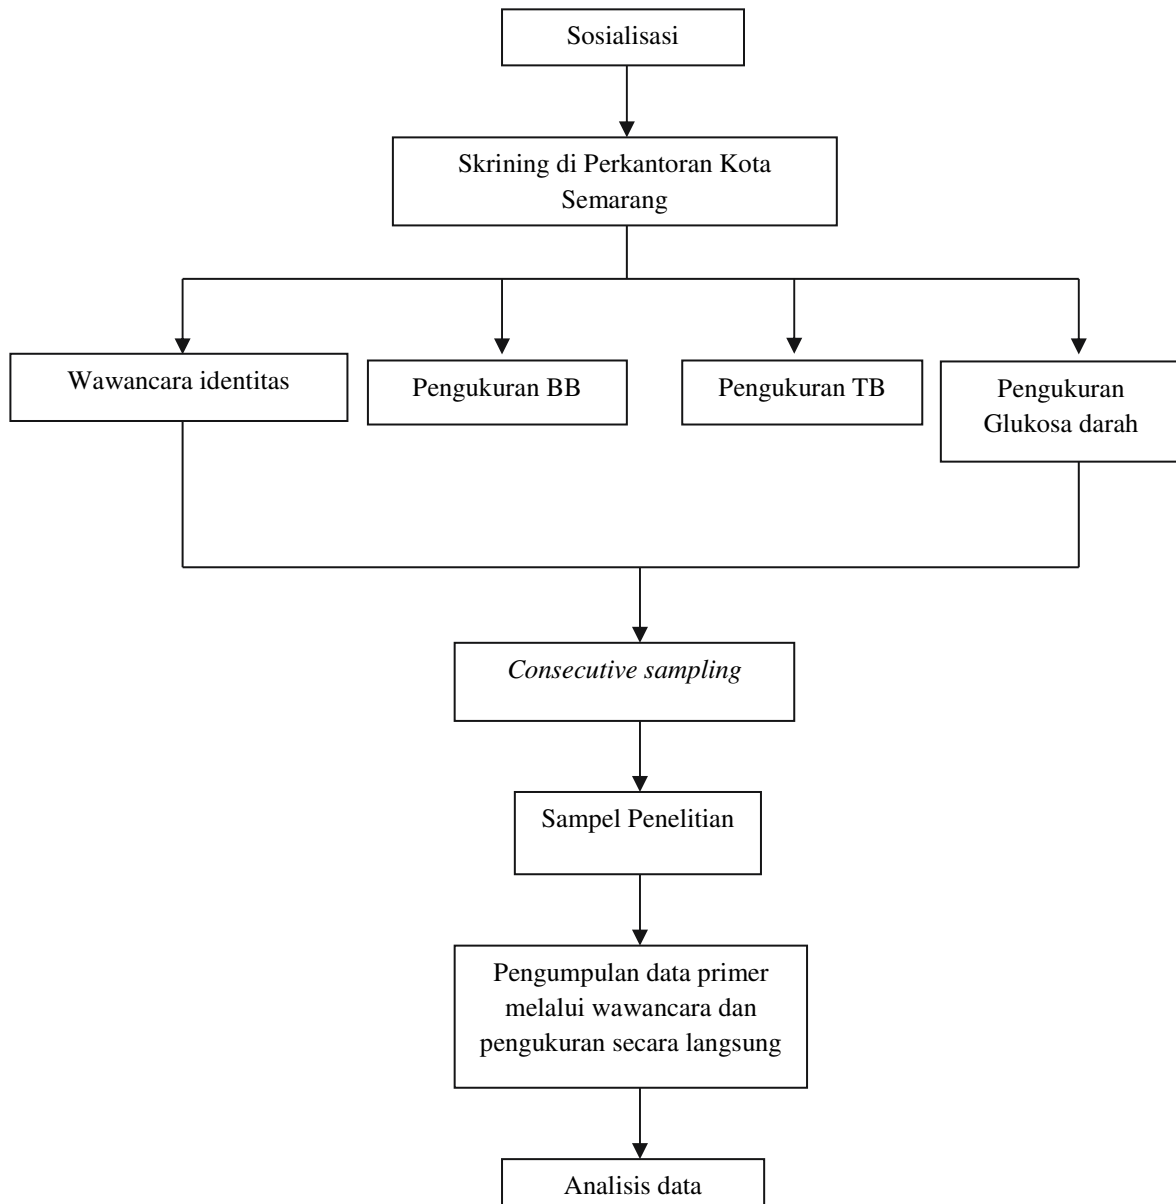 Sosialisasi
Skrining di Perkantoran Kota
Semarang
Wawancara identitas
Pengukuran BB
Pengukuran TB
Pengukuran
Glukosa darah
Consecutive sampling
Sampel Penelitian
Pengumpulan data primer
melalui wawancara dan
pengukuran secara langsung
Analisis data